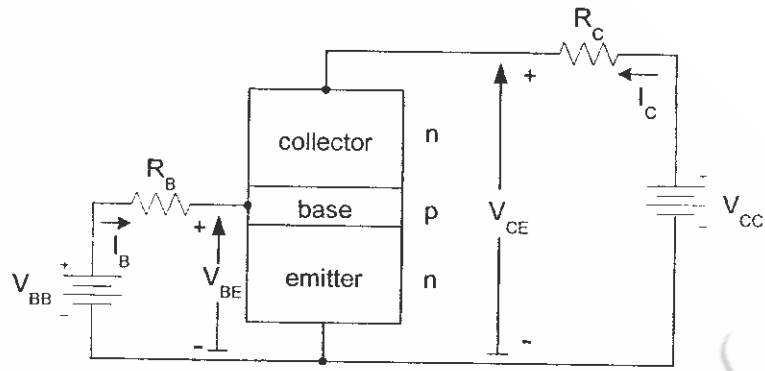 R_C
+
I_C
collector
n
R_B
base
p
V_CE
V_CC
+
+
I_B
V_BE
emitter
n
V_BB
-
-
-